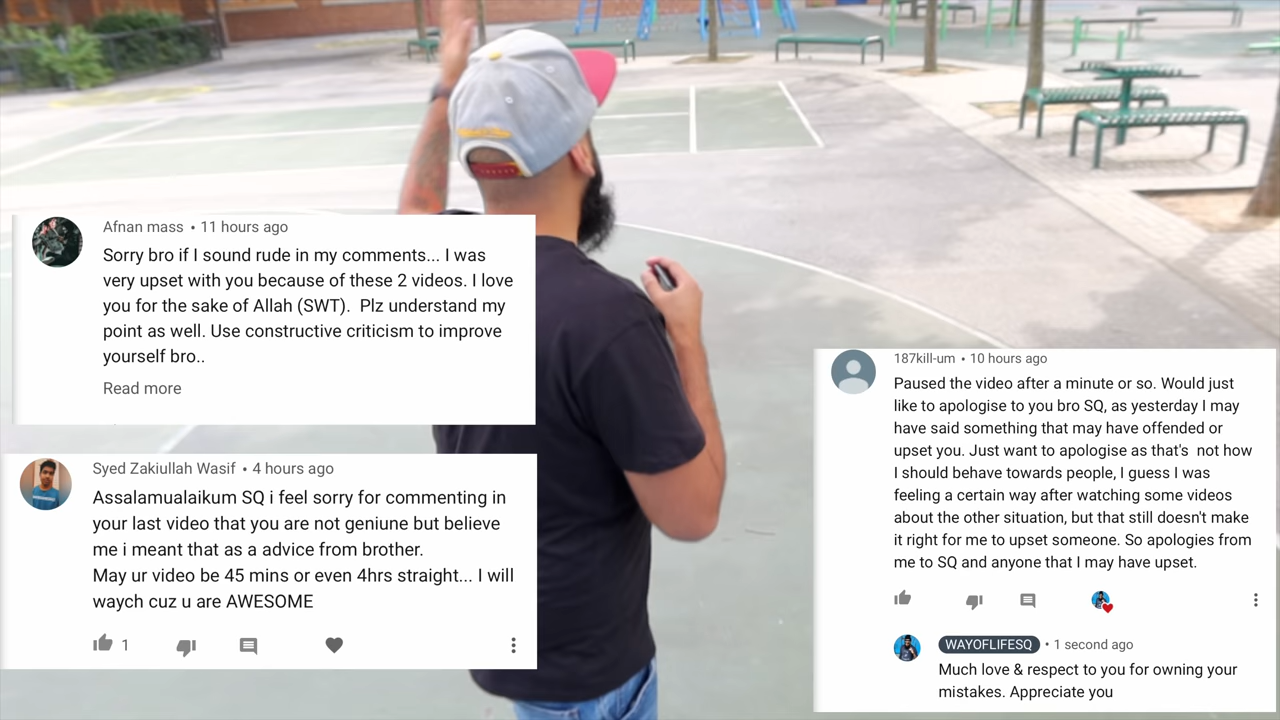 Afnan mass • 11 hours ago
Sorry bro if I sound rude in my comments... I was
very upset with you because of these 2 videos. I love
you for the sake of Allah (SWT).  Plz understand my
point as well. Use constructive criticism to improve
yourself bro..
Read more
Syed Zakiullah Wasif • 4 hours ago
Assalamualaikum SQ i feel sorry for commenting in
your last video that you are not geniune but believe
me i meant that as a advice from brother.
May ur video be 45 mins or even 4hrs straight... I will
waych cuz u are AWESOME
1
187kill-um • 10 hours ago
Paused the video after a minute or so. Would just
like to apologise to you bro SQ, as yesterday I may
have said something that may have offended or
upset you. Just want to apologise as that's  not how
I should behave towards people, I guess I was
feeling a certain way after watching some videos
about the other situation, but that still doesn't make
it right for me to upset someone. So apologies from
me to SQ and anyone that I may have upset.
WAYOFLIFESQ • 1 second ago
Much love & respect to you for owning your
mistakes. Appreciate you